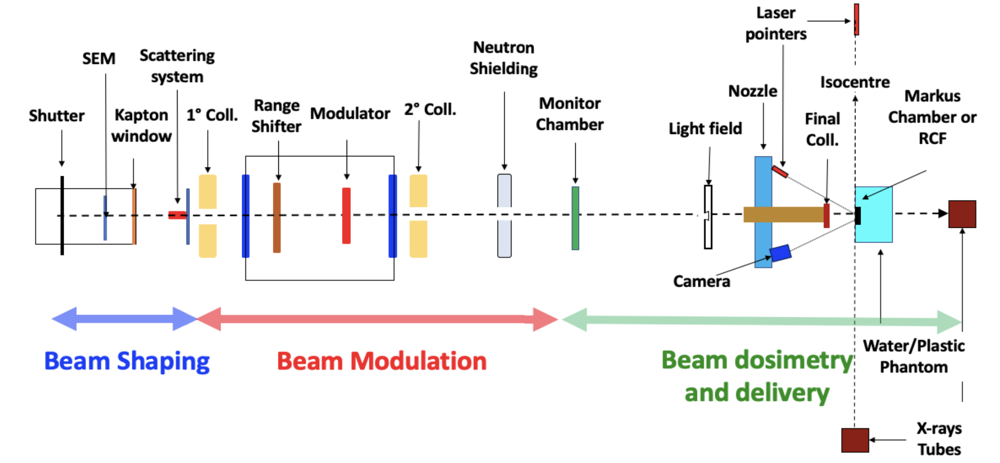 Laser
pointers
SEM
Scattering
system
Neutron
Shielding
Isocentre
Nozzle
Markus
Chamber or
RCF
Shutter
Kapton
window
1° Coll.
Range
Shifter
Modulator
2° Coll.
Monitor
Chamber
Light field
Final
Coll.
Camera
Beam Shaping
Beam Modulation
Beam dosimetry
and delivery
Water/Plastic
Phantom
X-rays
Tubes